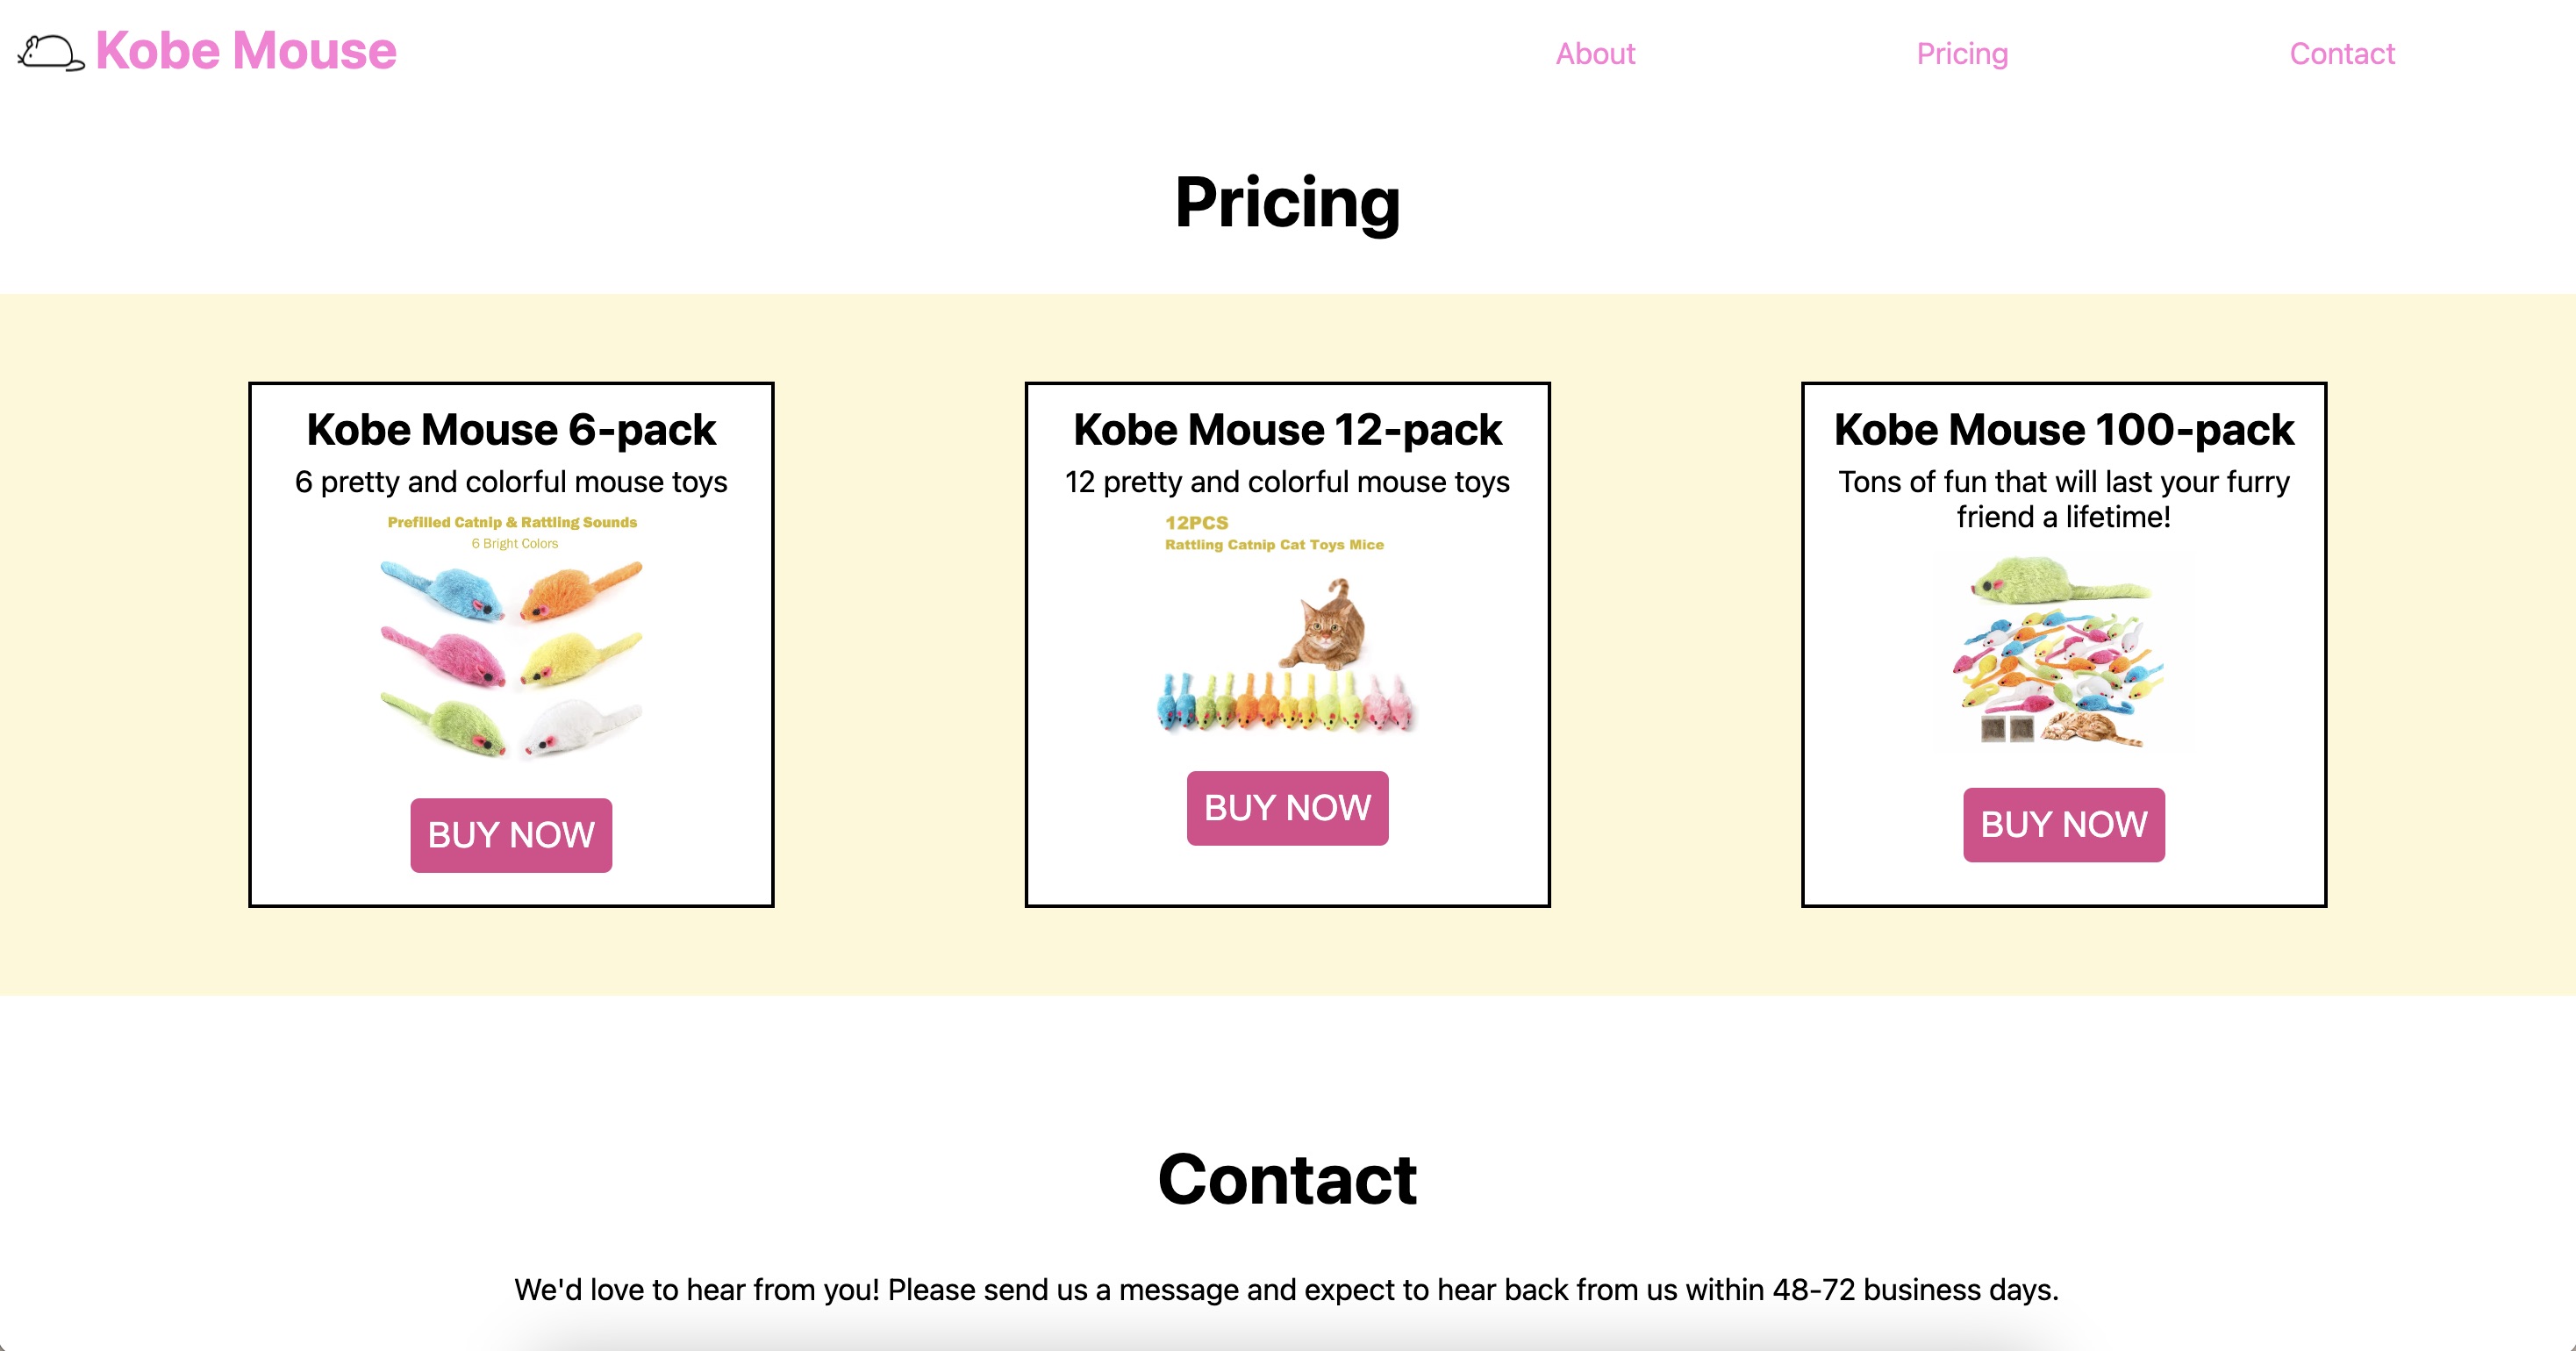 Kobe Mouse
About
Pricing
Contact
Pricing
Kobe Mouse 6-pack
6 pretty and colorful mouse toys
Prefilled Catnip & Rattling Sounds
6 Bright Colors
BUY NOW
Kobe Mouse 12-pack
12 pretty and colorful mouse toys
12PCS
Rattling Catnip Cat Toys Mice
BUY NOW
Kobe Mouse 100-pack
Tons of fun that will last your furry
friend a lifetime!
BUY NOW
Contact
We'd love to hear from you! Please send us a message and expect to hear back from us within 48-72 business days.